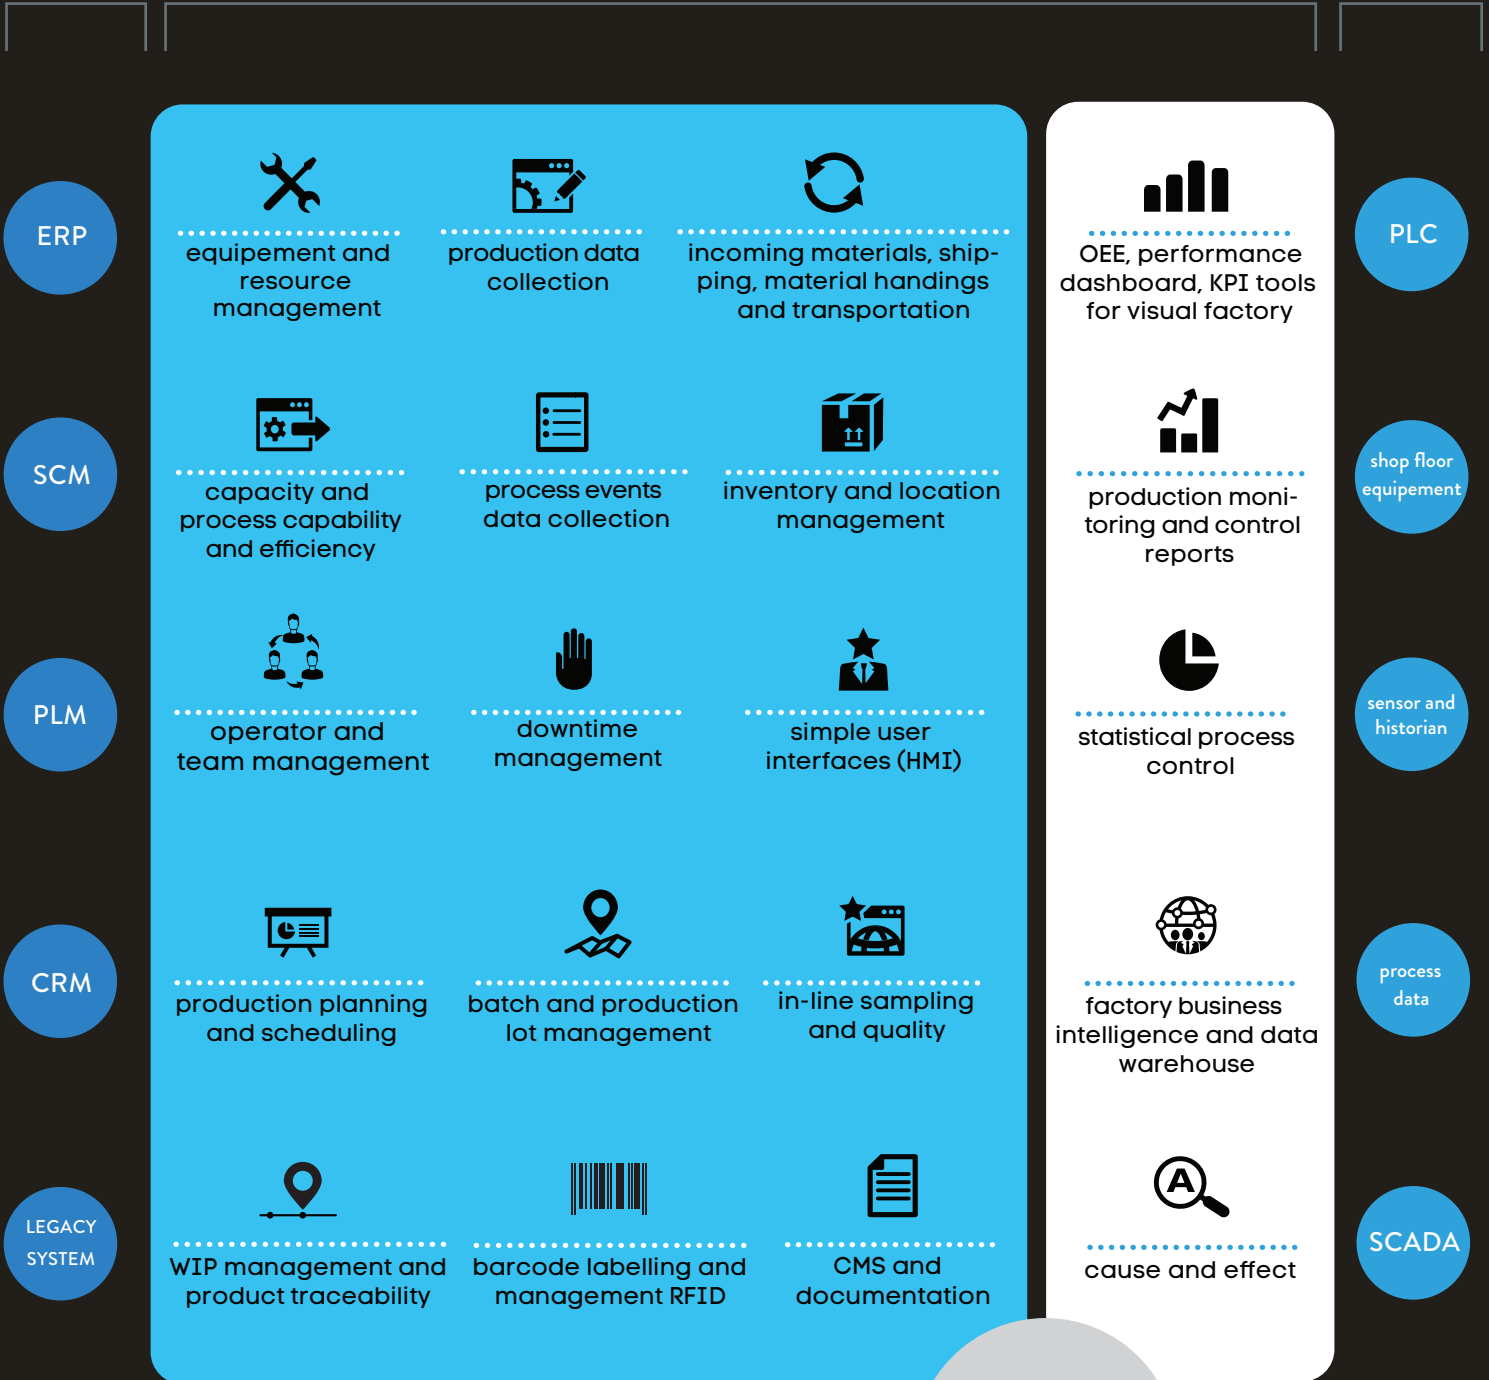 ERP
equipement and
resource
management
production data
collection
incoming materials, ship-
ping, material handings
and transportation
OEE, performance
dashboard, KPI tools
for visual factory
PLC
SCM
capacity and
process capability
and efficiency
process events
data collection
inventory and location
management
production moni-
toring and control
reports
shop floor
equipement
PLM
operator and
team management
downtime
management
simple user
interfaces (HMI)
statistical process
control
sensor and
historian
CRM
production planning
and scheduling
batch and production
lot management
in-line sampling
and quality
factory business
intelligence and data
warehouse
process
data
LEGACY
SYSTEM
WIP management and
product traceability
barcode labelling and
management RFID
CMS and
documentation
A
cause and effect
SCADA